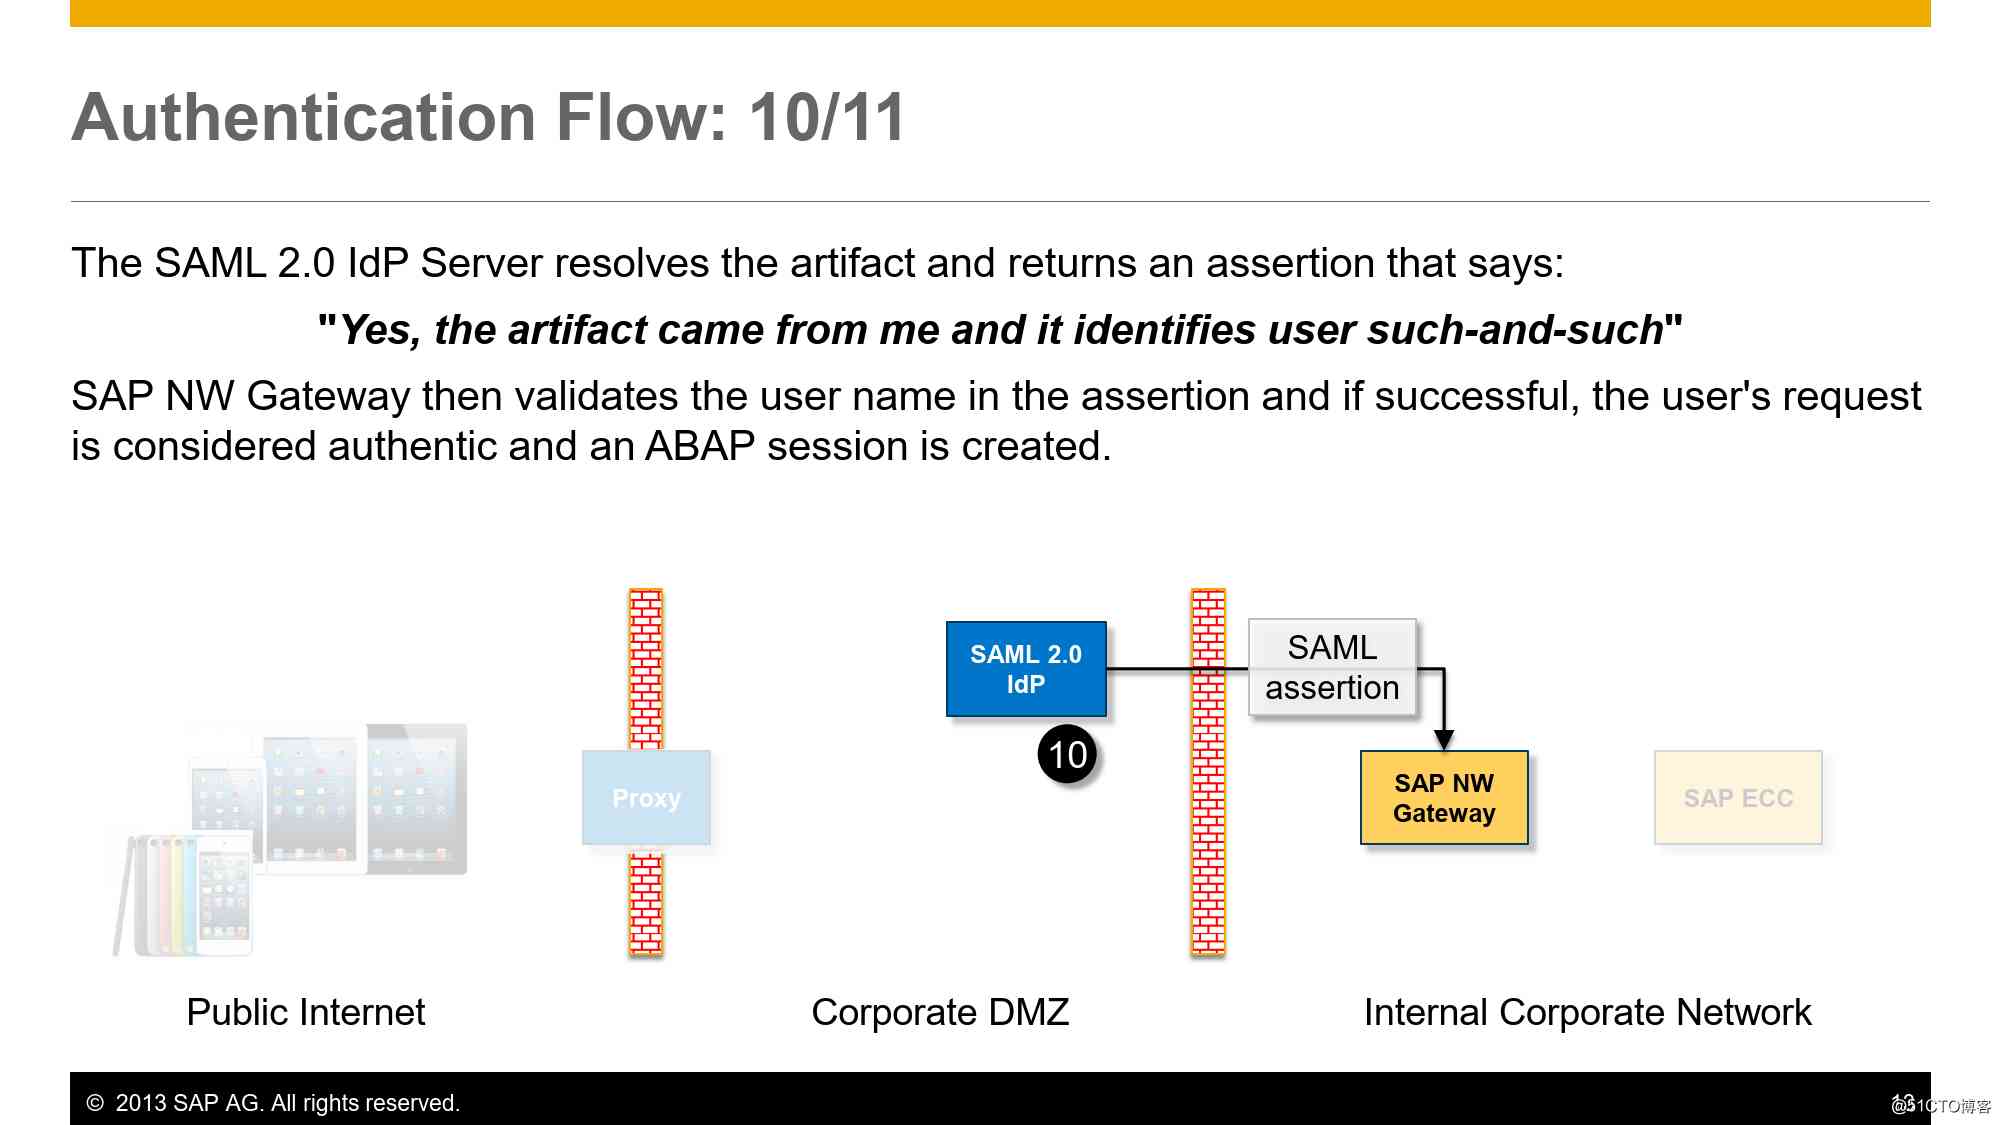 Authentication Flow: 10/11
The SAML 2.0 IdP Server resolves the artifact and returns an assertion that says:
"Yes, the artifact came from me and it identifies user such-and-such"
SAP NW Gateway then validates the user name in the assertion and if successful, the user's request
is considered authentic and an ABAP session is created.
SAML 2.0
IdP
SAML
assertion
10
Proxy
SAP NW
Gateway
SAP ECC
Public Internet
Corporate DMZ
Internal Corporate Network
© 2013 SAP AG. All rights reserved.
@51CTO博客